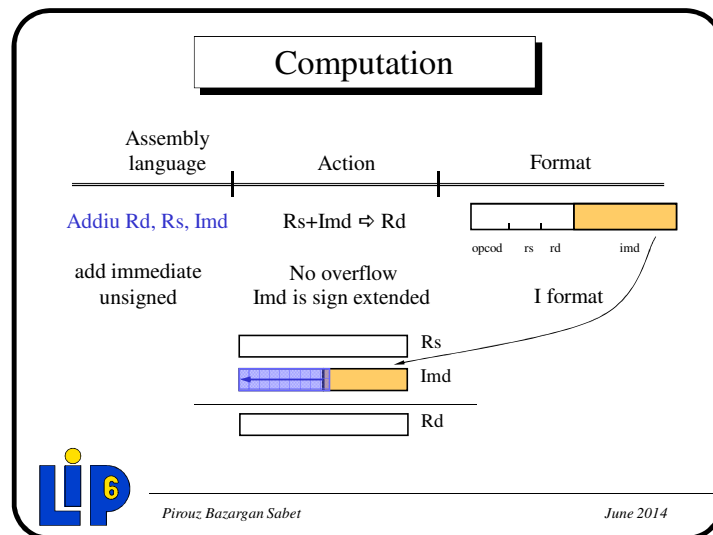 Computation
Assembly
language
Action
Format
Addiu Rd, Rs, Imd
Rs+Imd ⇨ Rd
opcod rs rd imd
add immediate
unsigned
No overflow
Imd is sign extended
I format
Rs
Imd
Rd
LIP6
Pirouz Bazargan Sabet
June 2014